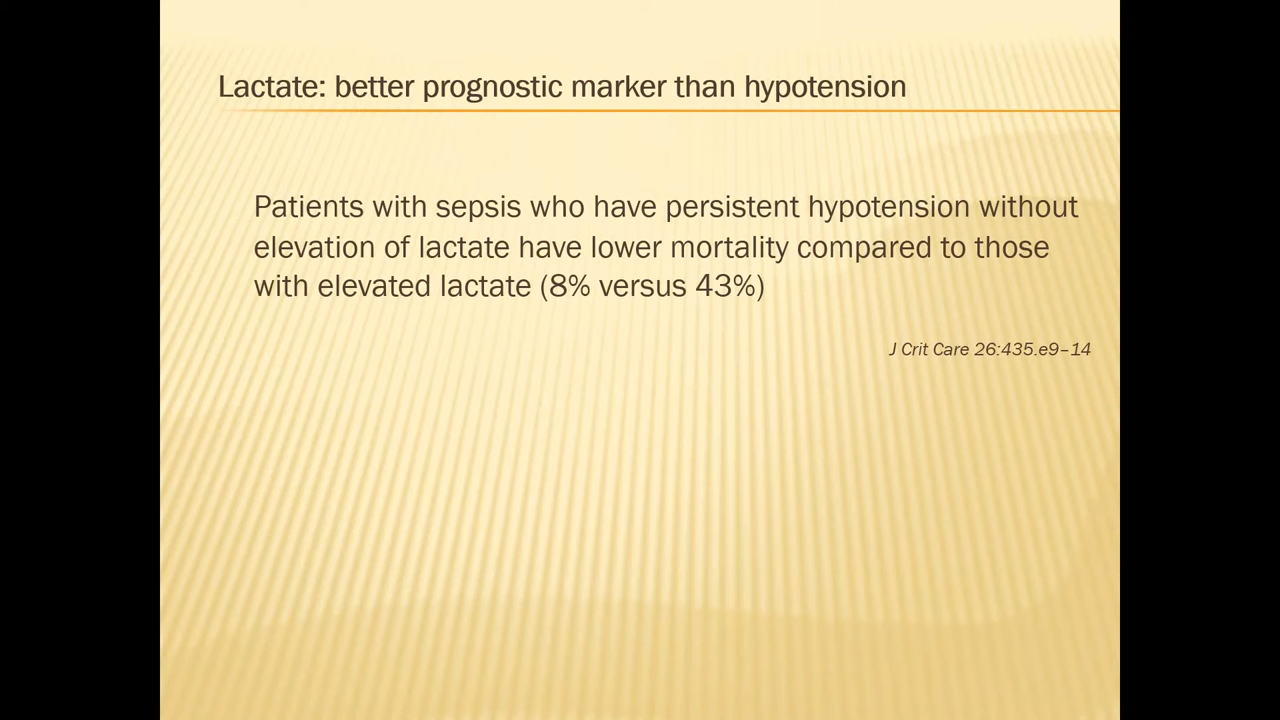 Lactate: better prognostic marker than hypotension
Patients with sepsis who have persistent hypotension without
elevation of lactate have lower mortality compared to those
with elevated lactate (8% versus 43%)
J Crit Care 26:435.e9–14